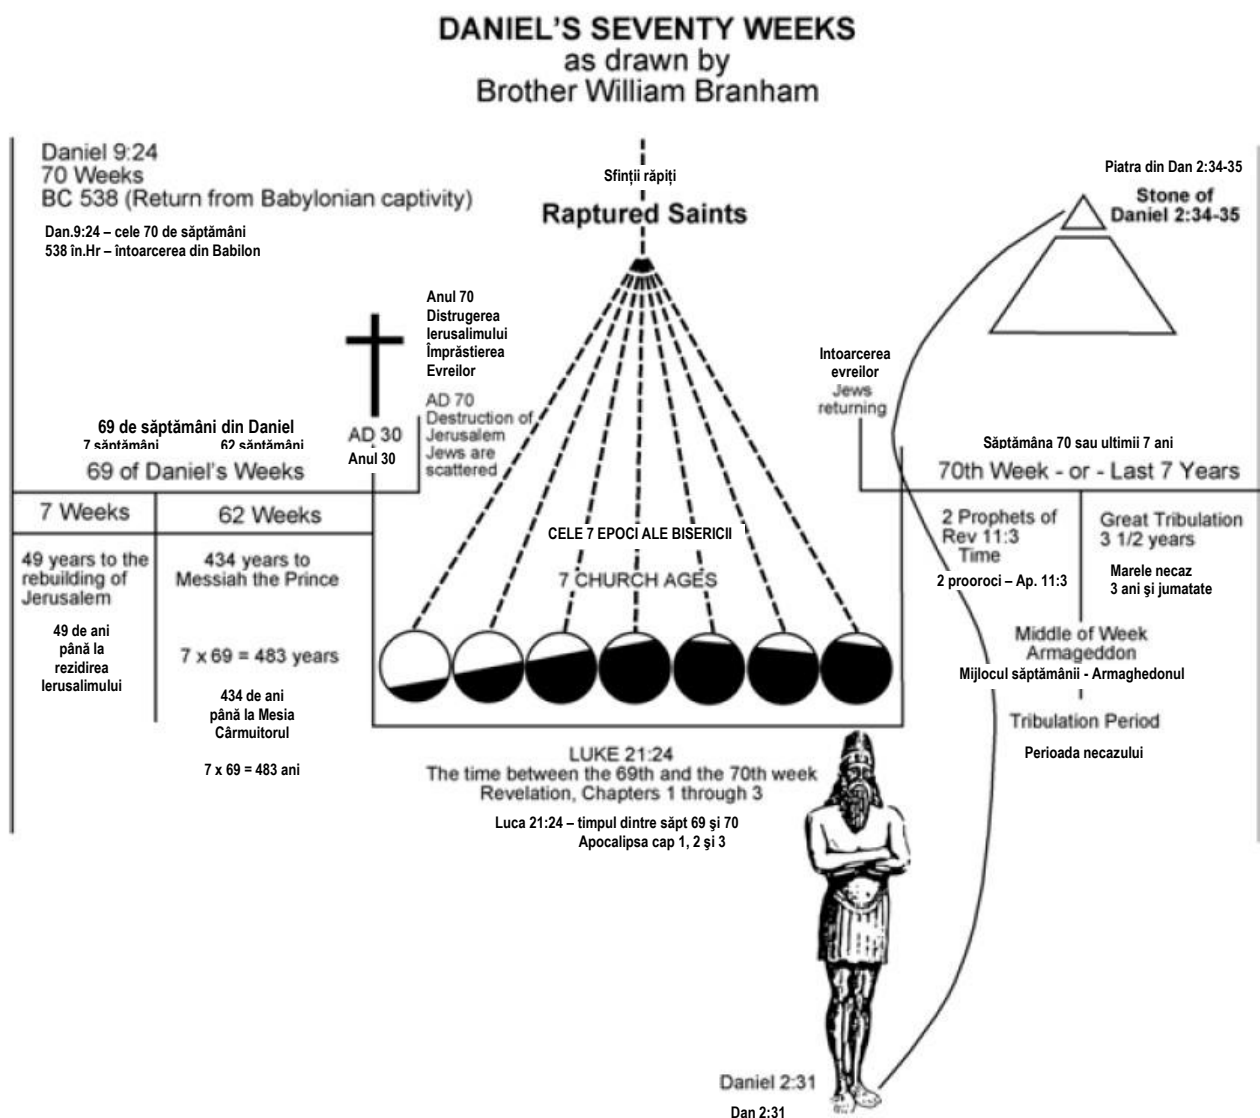 DANIEL'S SEVENTY WEEKS
as drawn by
Brother William Branham
Daniel 9:24
70 Weeks
BC 538 (Return from Babylonian captivity)
Dan.9:24 – cele 70 de săptămâni
538 în.Hr – întoarcerea din Babilon
Sfinții răpiți
Raptured Saints
Piatra din Dan 2:34-35
Stone of
Daniel 2:34-35
Anul 70
Distrugerea
Ierusalimului
Împrăstierea
Evreilor
AD 70
Destruction of
Jerusalem
Jews are
scattered
AD 30
Anul 30
Intoarcerea
evreilor
Jews
returning
69 de săptămâni din Daniel
7 săptămâni 62 săptămâni
69 of Daniel's Weeks
7 Weeks
62 Weeks
49 years to the
rebuilding of
Jerusalem
49 de ani
până la
rezidirea
Ierusalimului
434 years to
Messiah the Prince
7 x 69 = 483 years
434 de ani
până la Mesia
Cârmuitorul
7 x 69 = 483 ani
CELE 7 EPOCI ALE BISERICII
7 CHURCH AGES
LUKE 21:24
The time between the 69th and the 70th week
Revelation, Chapters 1 through 3
Luca 21:24 – timpul dintre săpt 69 şi 70
Apocalipsa cap 1, 2 şi 3
Săptămâna 70 sau ultimii 7 ani
70th Week - or - Last 7 Years
2 Prophets of
Rev 11:3
Time
2 prooroci – Ap. 11:3
Great Tribulation
3 1/2 years
Marele necaz
3 ani şi jumatate
Middle of Week
Armageddon
Mijlocul săptămânii - Armaghedonul
Tribulation Period
Perioada necazului
Daniel 2:31
Dan 2:31